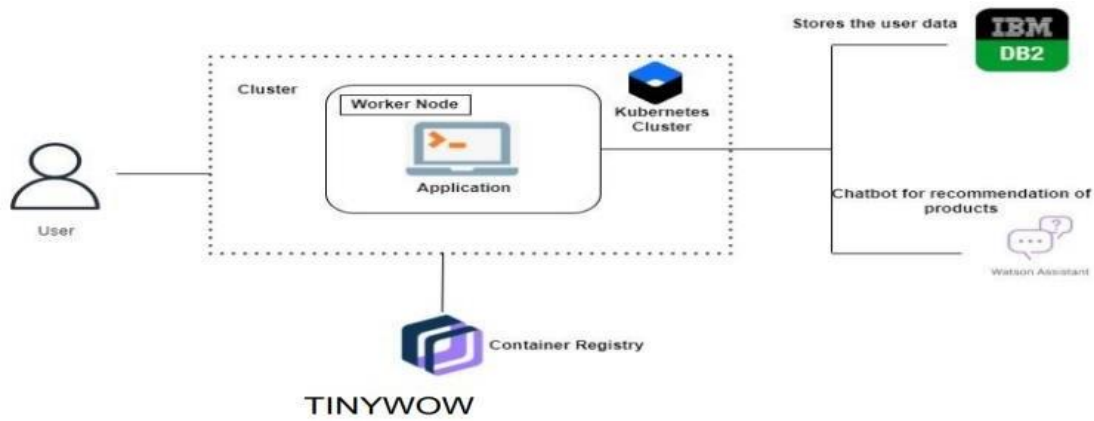 Stores the user data
IBM
DB2
Cluster
Worker Node
Kubernetes
Cluster
Application
User
Chatbot for recommendation of
products
?
Watson Assistant
Container Registry
TINYWOW